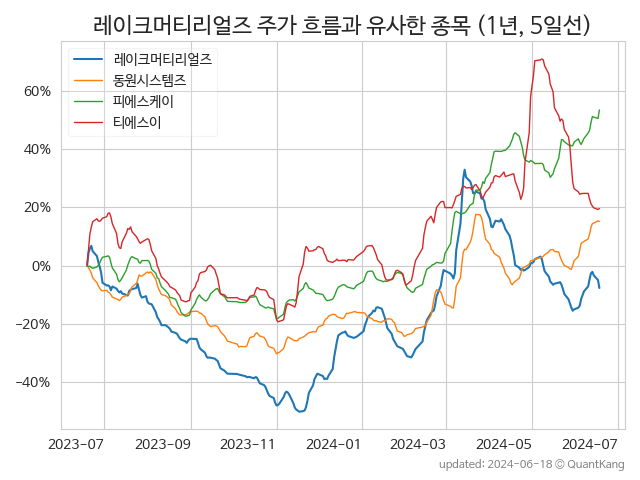 레이크머티리얼즈 주가 흐름과 유사한 종목 (1년, 5일선)
레이크머티리얼즈
동원시스템즈
피에스케이
티에스이
60%
40%
20%
0%
−20%
−40%
2023-07 2023-09 2023-11 2024-01 2024-03 2024-05 2024-07
updated: 2024-06-18 © QuantKang